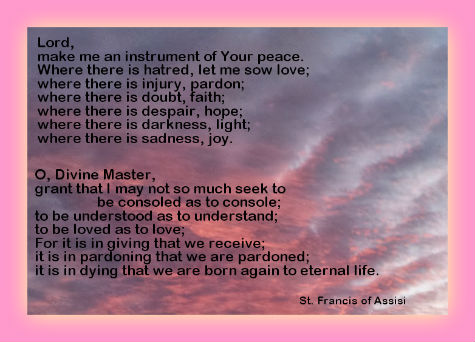 Lord,
make me an instrument of Your peace.
Where there is hatred, let me sow love;
where there is injury, pardon;
where there is doubt, faith;
where there is despair, hope;
where there is darkness, light;
where there is sadness, joy.
O, Divine Master,
grant that I may not so much seek to
be consoled as to console;
to be understood as to understand;
to be loved as to love;
For it is in giving that we receive;
it is in pardoning that we are pardoned;
it is in dying that we are born again to eternal life.
St. Francis of Assisi